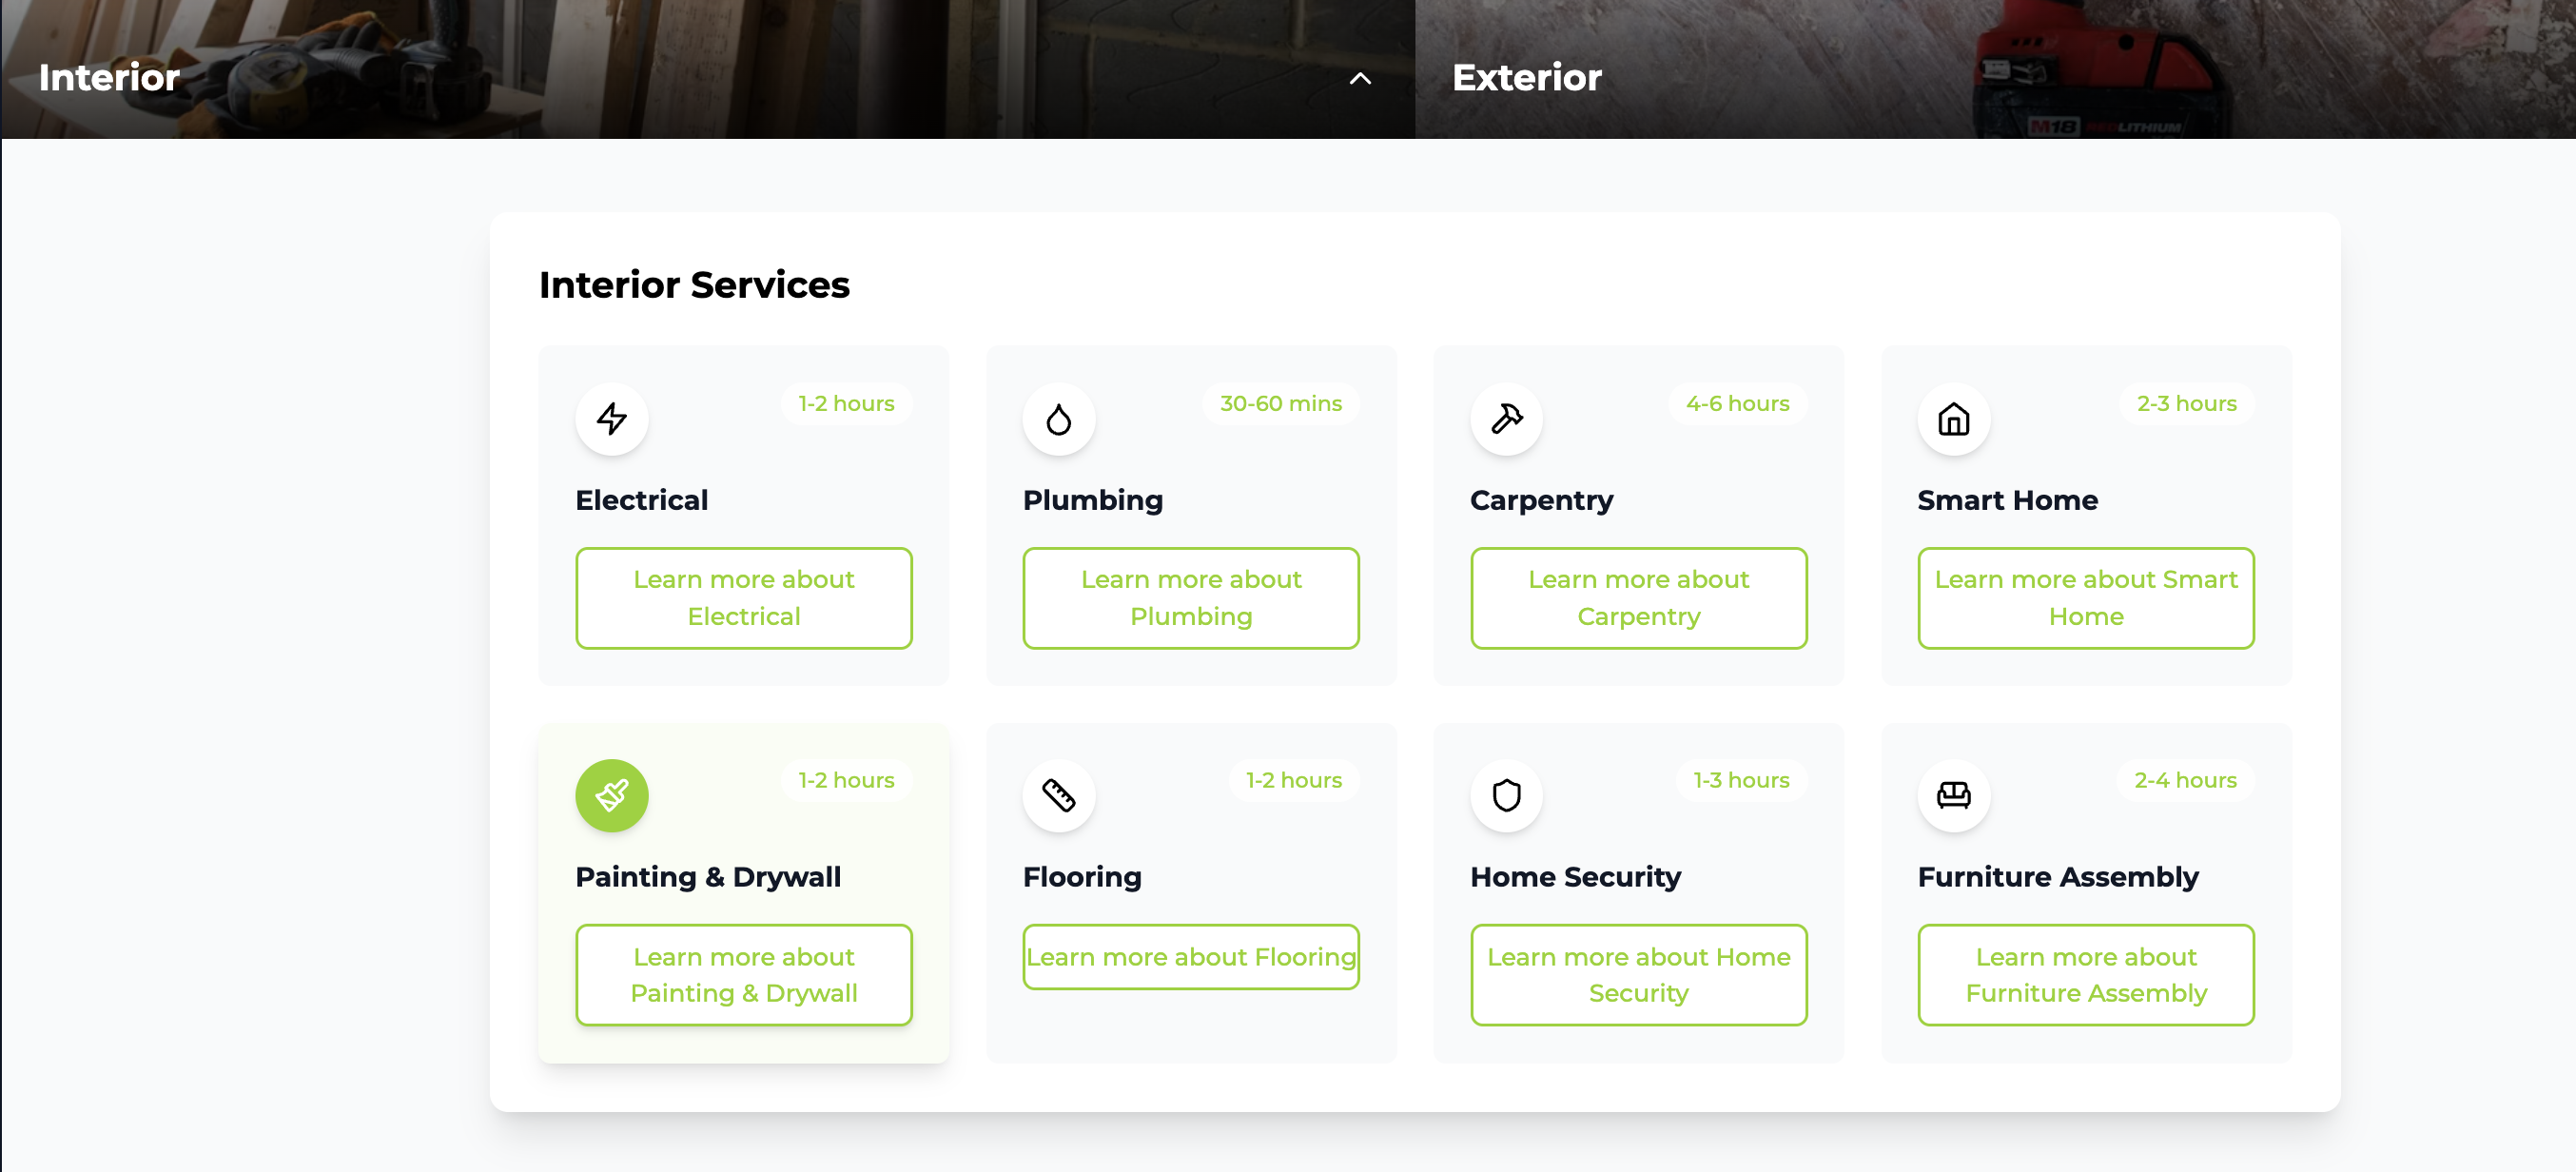 Interior
Exterior
M18 REDLITHIUM
Interior Services
1-2 hours
Electrical
Learn more about
Electrical
30-60 mins
Plumbing
Learn more about
Plumbing
4-6 hours
Carpentry
Learn more about
Carpentry
2-3 hours
Smart Home
Learn more about Smart
Home
1-2 hours
Painting & Drywall
Learn more about
Painting & Drywall
1-2 hours
Flooring
Learn more about Flooring
1-3 hours
Home Security
Learn more about Home
Security
2-4 hours
Furniture Assembly
Learn more about
Furniture Assembly